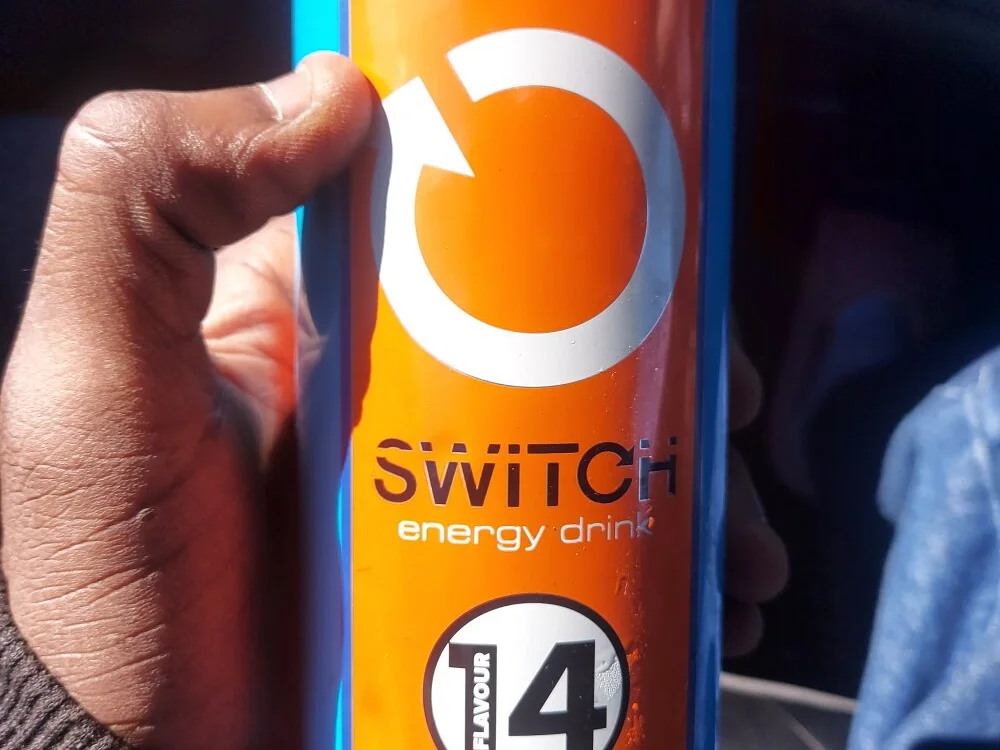 SWiTCH
energy drink
14
FLAVOUR